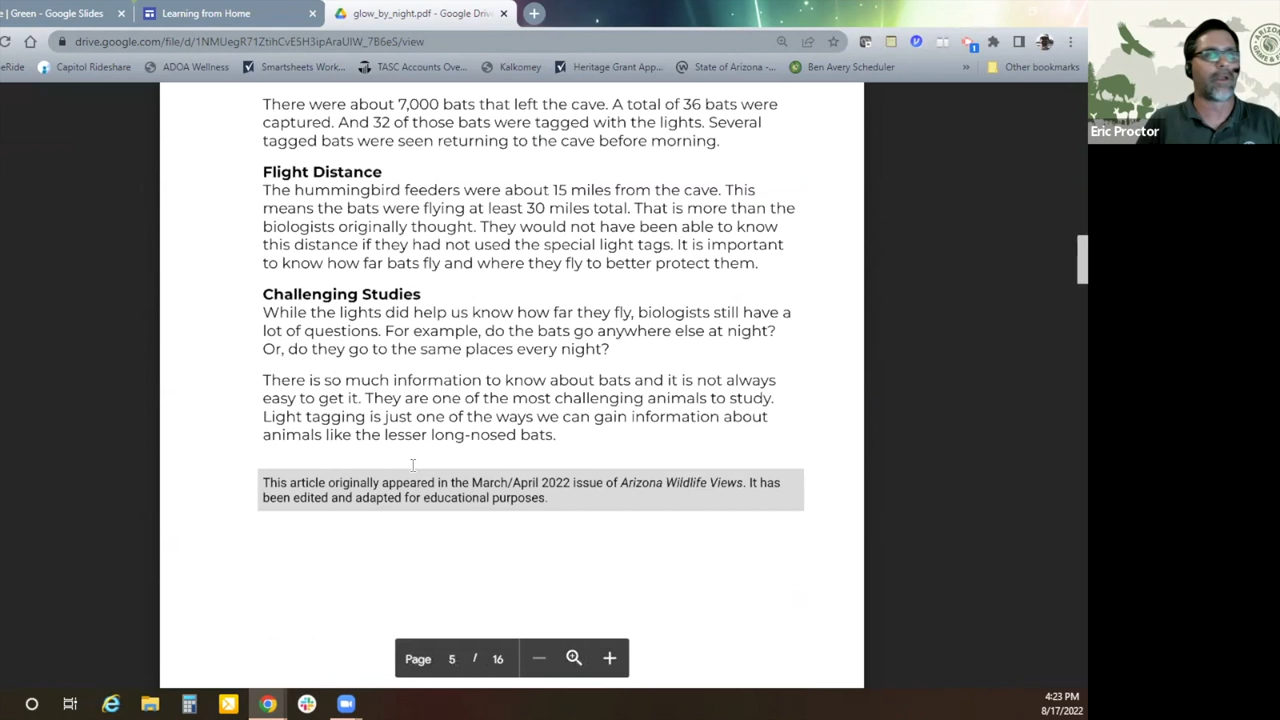 e | Green - Google Slides
Learning from Home
glow_by_night.pdf - Google Driv
drive.google.com/file/d/1NMUegR71ZtihCvE5H3ipAraUIW_7B6eS/view
eRide
Capitol Rideshare
ADOA Wellness
Smartsheets Work...
TASC Accounts Ove...
Kalkomey
Heritage Grant App...
State of Arizona -...
Ben Avery Scheduler
»
Other bookmarks
Eric Proctor
There were about 7,000 bats that left the cave. A total of 36 bats were
captured. And 32 of those bats were tagged with the lights. Several
tagged bats were seen returning to the cave before morning.
Flight Distance
The hummingbird feeders were about 15 miles from the cave. This
means the bats were flying at least 30 miles total. That is more than the
biologists originally thought. They would not have been able to know
this distance if they had not used the special light tags. It is important
to know how far bats fly and where they fly to better protect them.
Challenging Studies
While the lights did help us know how far they fly, biologists still have a
lot of questions. For example, do the bats go anywhere else at night?
Or, do they go to the same places every night?
There is so much information to know about bats and it is not always
easy to get it. They are one of the most challenging animals to study.
Light tagging is just one of the ways we can gain information about
animals like the lesser long-nosed bats.
This article originally appeared in the March/April 2022 issue of Arizona Wildlife Views. It has
been edited and adapted for educational purposes.
Page 5 / 16
4:23 PM
8/17/2022